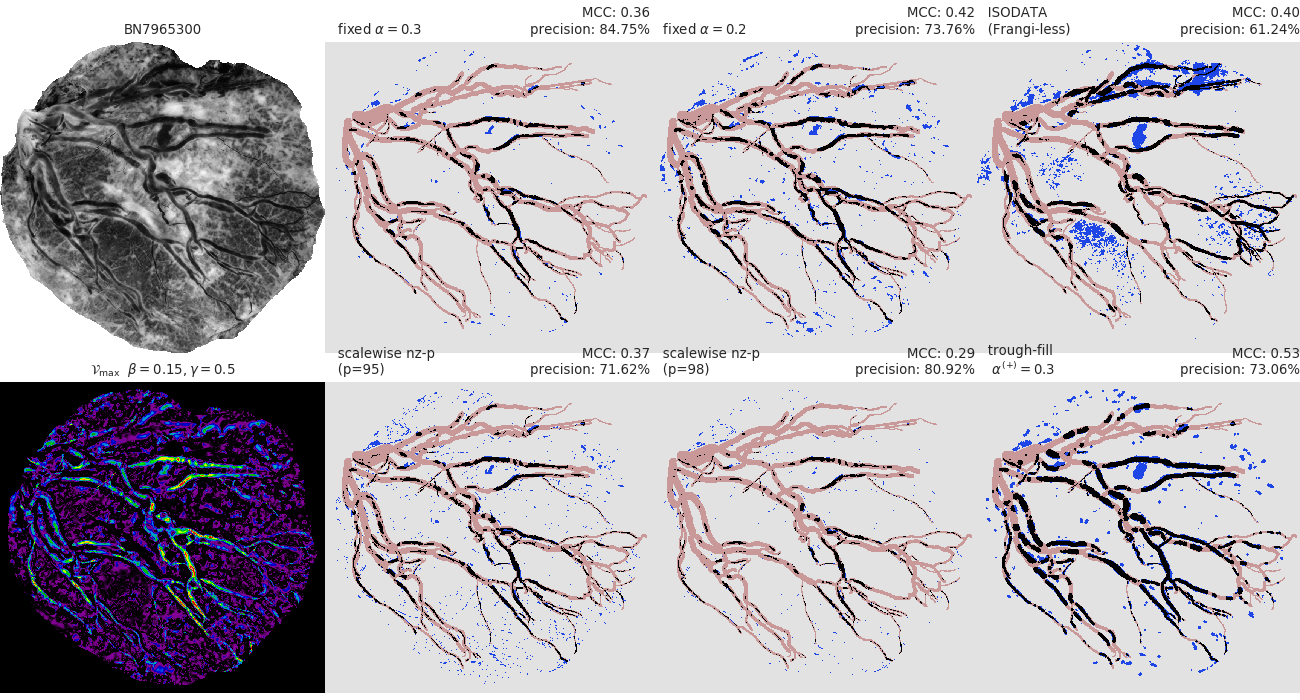 BN7965300
fixed α = 0.3
MCC: 0.36
precision: 84.75%
fixed α = 0.2
MCC: 0.42
precision: 73.76%
ISODATA
(Frangi-less)
MCC: 0.40
precision: 61.24%
𝒱max β = 0.15, γ = 0.5
scalewise nz-p
(p=95)
MCC: 0.37
precision: 71.62%
scalewise nz-p
(p=98)
MCC: 0.29
precision: 80.92%
trough-fill
α(+) = 0.3
MCC: 0.53
precision: 73.06%